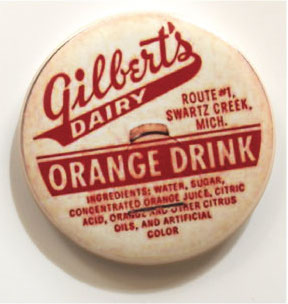 Gilbert's
DAIRY
ROUTE #1,
SWARTZ CREEK,
MICH.
ORANGE DRINK
INGREDIENTS: WATER, SUGAR,
CONCENTRATED ORANGE JUICE, CITRIC
ACID, ORANGE AND OTHER CITRUS
OILS, AND ARTIFICIAL
COLOR